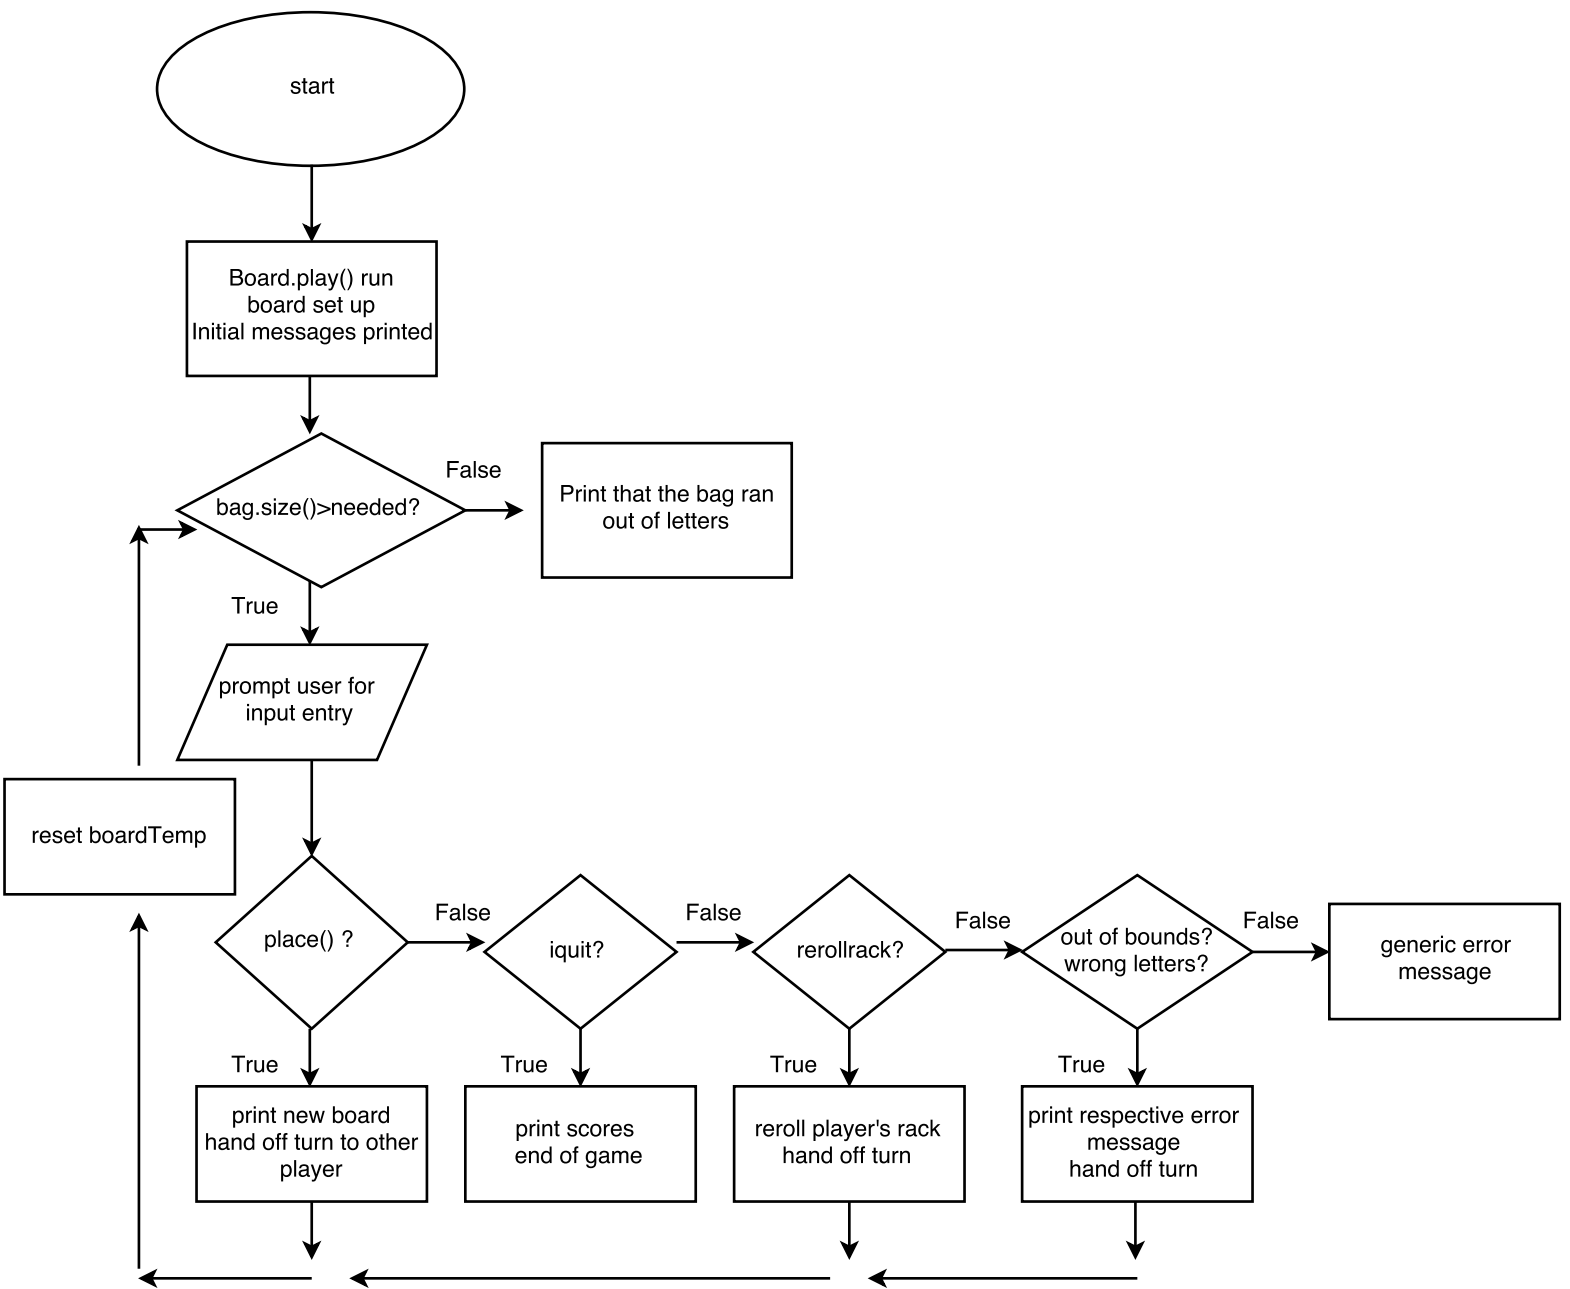 start
Board.play() run
board set up
Initial messages printed
bag.size()>needed?
False
Print that the bag ran
out of letters
True
prompt user for
input entry
reset boardTemp
place() ?
False
iquit?
False
rerollrack?
False
out of bounds?
wrong letters?
False
generic error
message
True
print new board
hand off turn to other
player
True
print scores
end of game
True
reroll player's rack
hand off turn
True
print respective error
message
hand off turn